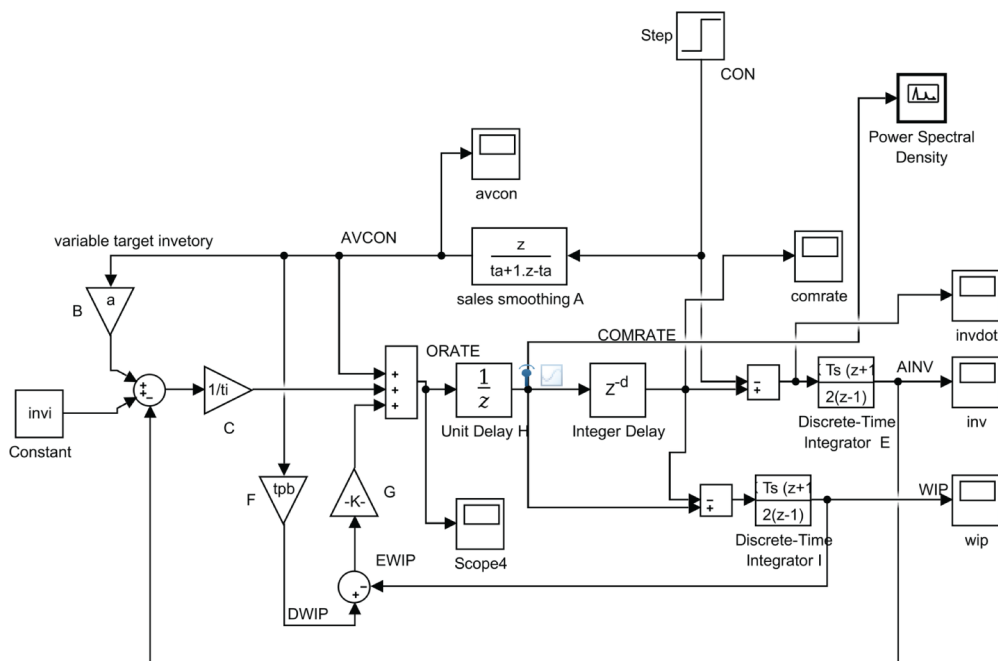 Step
CON
Power Spectral
Density
avcon
variable target invetory
AVCON
z
ta+1.z-ta
sales smoothing A
comrate
B
a
invdot
COMRATE
ORATE
+
+
+
AINV
+
+
−
1/ti
1
z
Z-d
−
+
Ts (z+1
2(z-1)
invi
Constant
C
Unit Delay H
Integer Delay
Discrete-Time
Integrator E
inv
F
tpb
-K-
G
−
+
Ts (z+1
2(z-1)
WIP
Scope4
Discrete-Time
Integrator I
wip
EWIP
−
+
DWIP